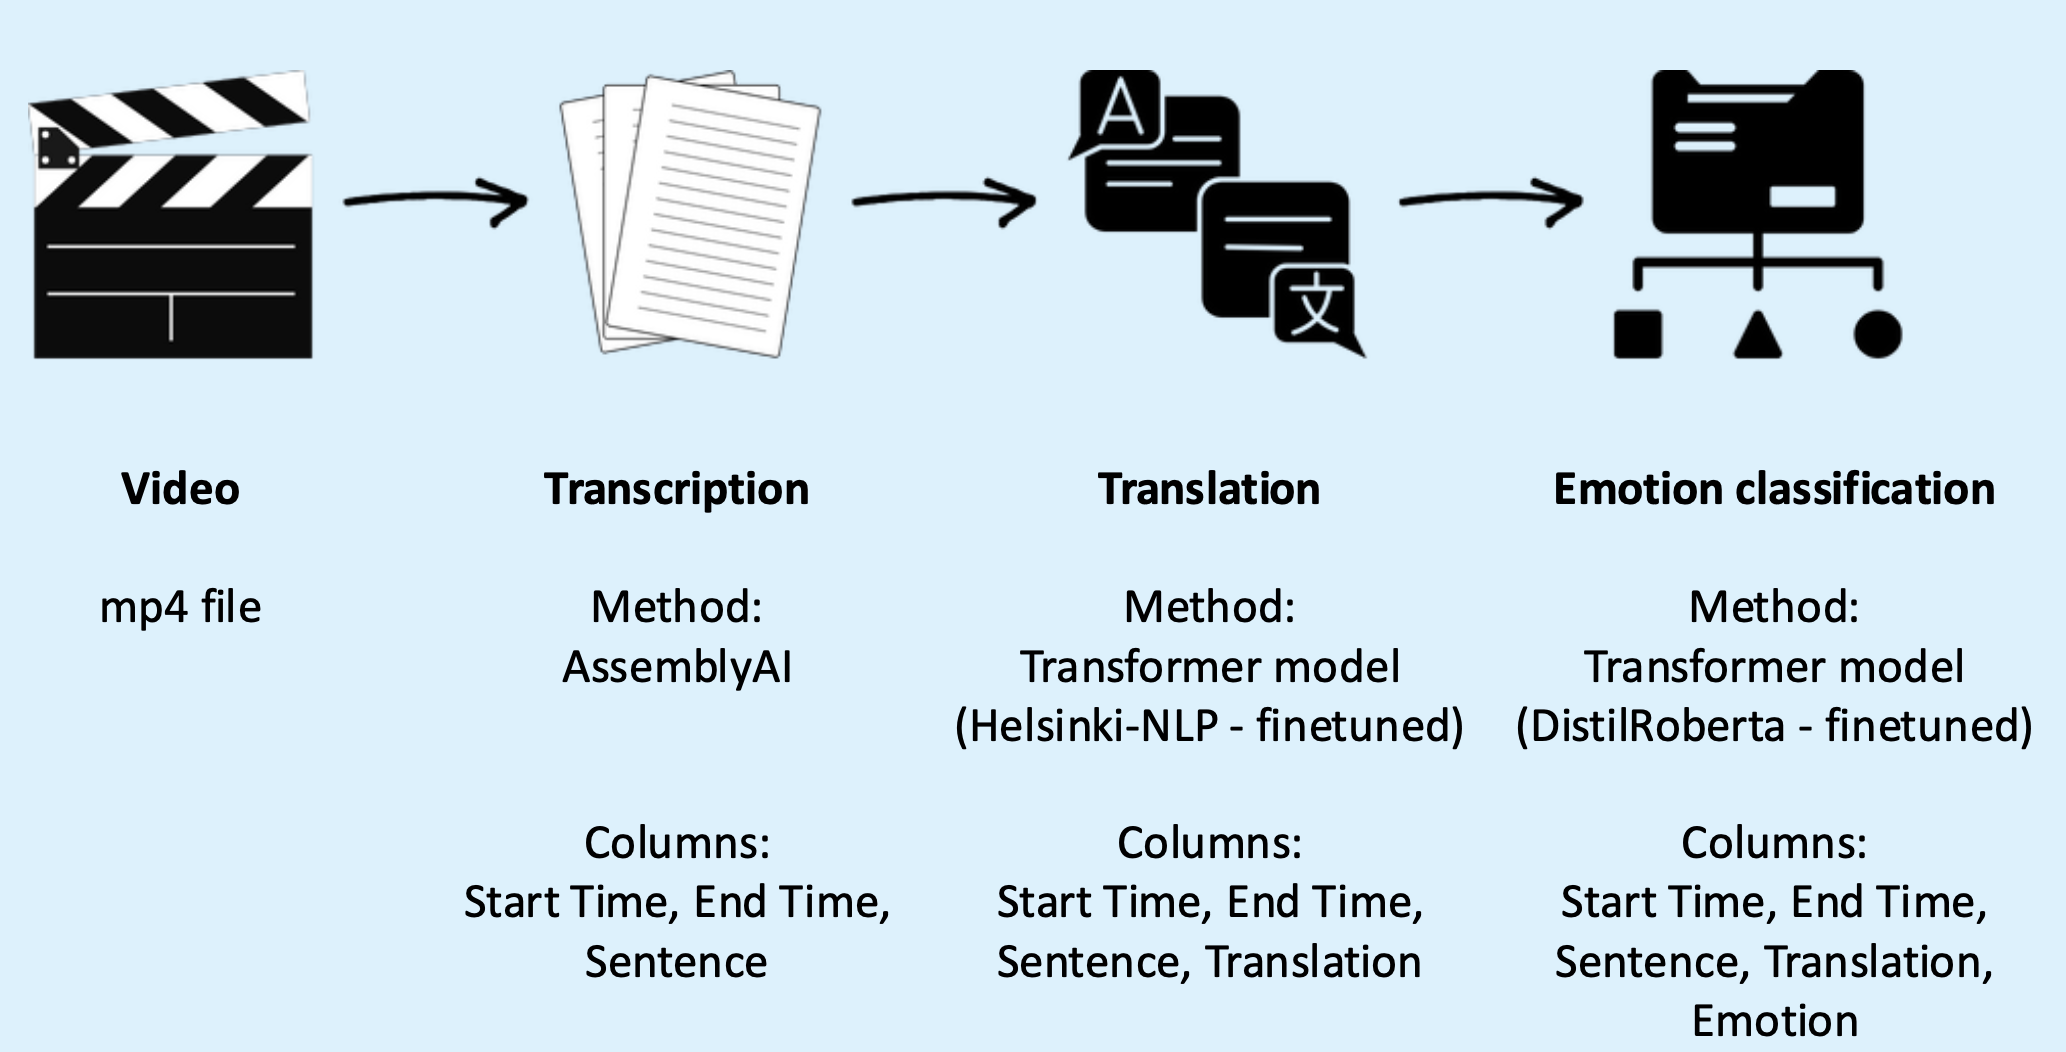 A
文
Video
mp4 file
Transcription
Method:
AssemblyAI
Columns:
Start Time, End Time,
Sentence
Translation
Method:
Transformer model
(Helsinki-NLP - finetuned)
Columns:
Start Time, End Time,
Sentence, Translation
Emotion classification
Method:
Transformer model
(DistilRoberta - finetuned)
Columns:
Start Time, End Time,
Sentence, Translation,
Emotion